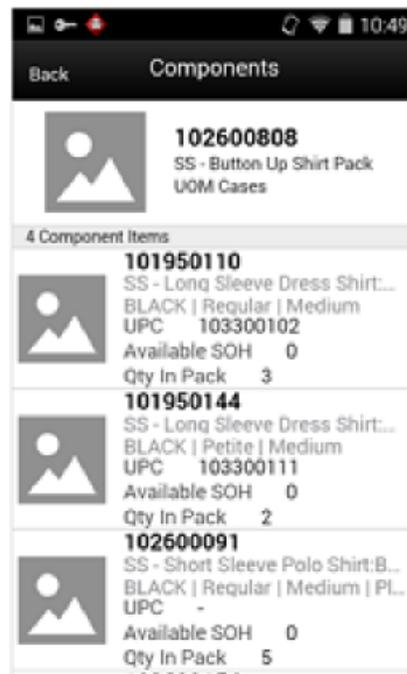 10:49
Back
Components
102600808
SS - Button Up Shirt Pack
UOM Cases
4 Component Items
101950110
SS - Long Sleeve Dress Shirt:...
BLACK | Regular | Medium
UPC 103300102
Available SOH 0
Qty In Pack 3
101950144
SS - Long Sleeve Dress Shirt:...
BLACK | Petite | Medium
UPC 103300111
Available SOH 0
Qty In Pack 2
102600091
SS - Short Sleeve Polo Shirt:B...
BLACK | Regular | Medium | Pl...
UPC -
Available SOH 0
Qty In Pack 5